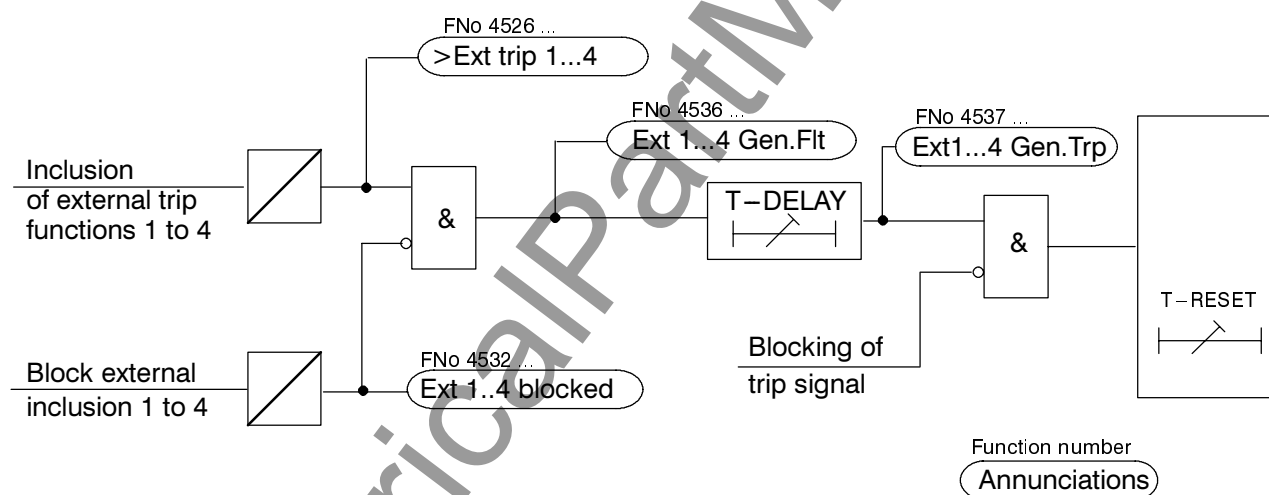 FNo 4526 ...
>Ext trip 1...4
FNo 4536 ...
Ext 1...4 Gen.Flt
FNo 4537 ...
Ext1...4 Gen.Trp
Inclusion
of external trip
functions 1 to 4
&
T-DELAY
&
T-RESET
Block external
inclusion 1 to 4
FNo 4532 ...
Ext 1..4 blocked
Blocking of
trip signal
Function number
Annunciations